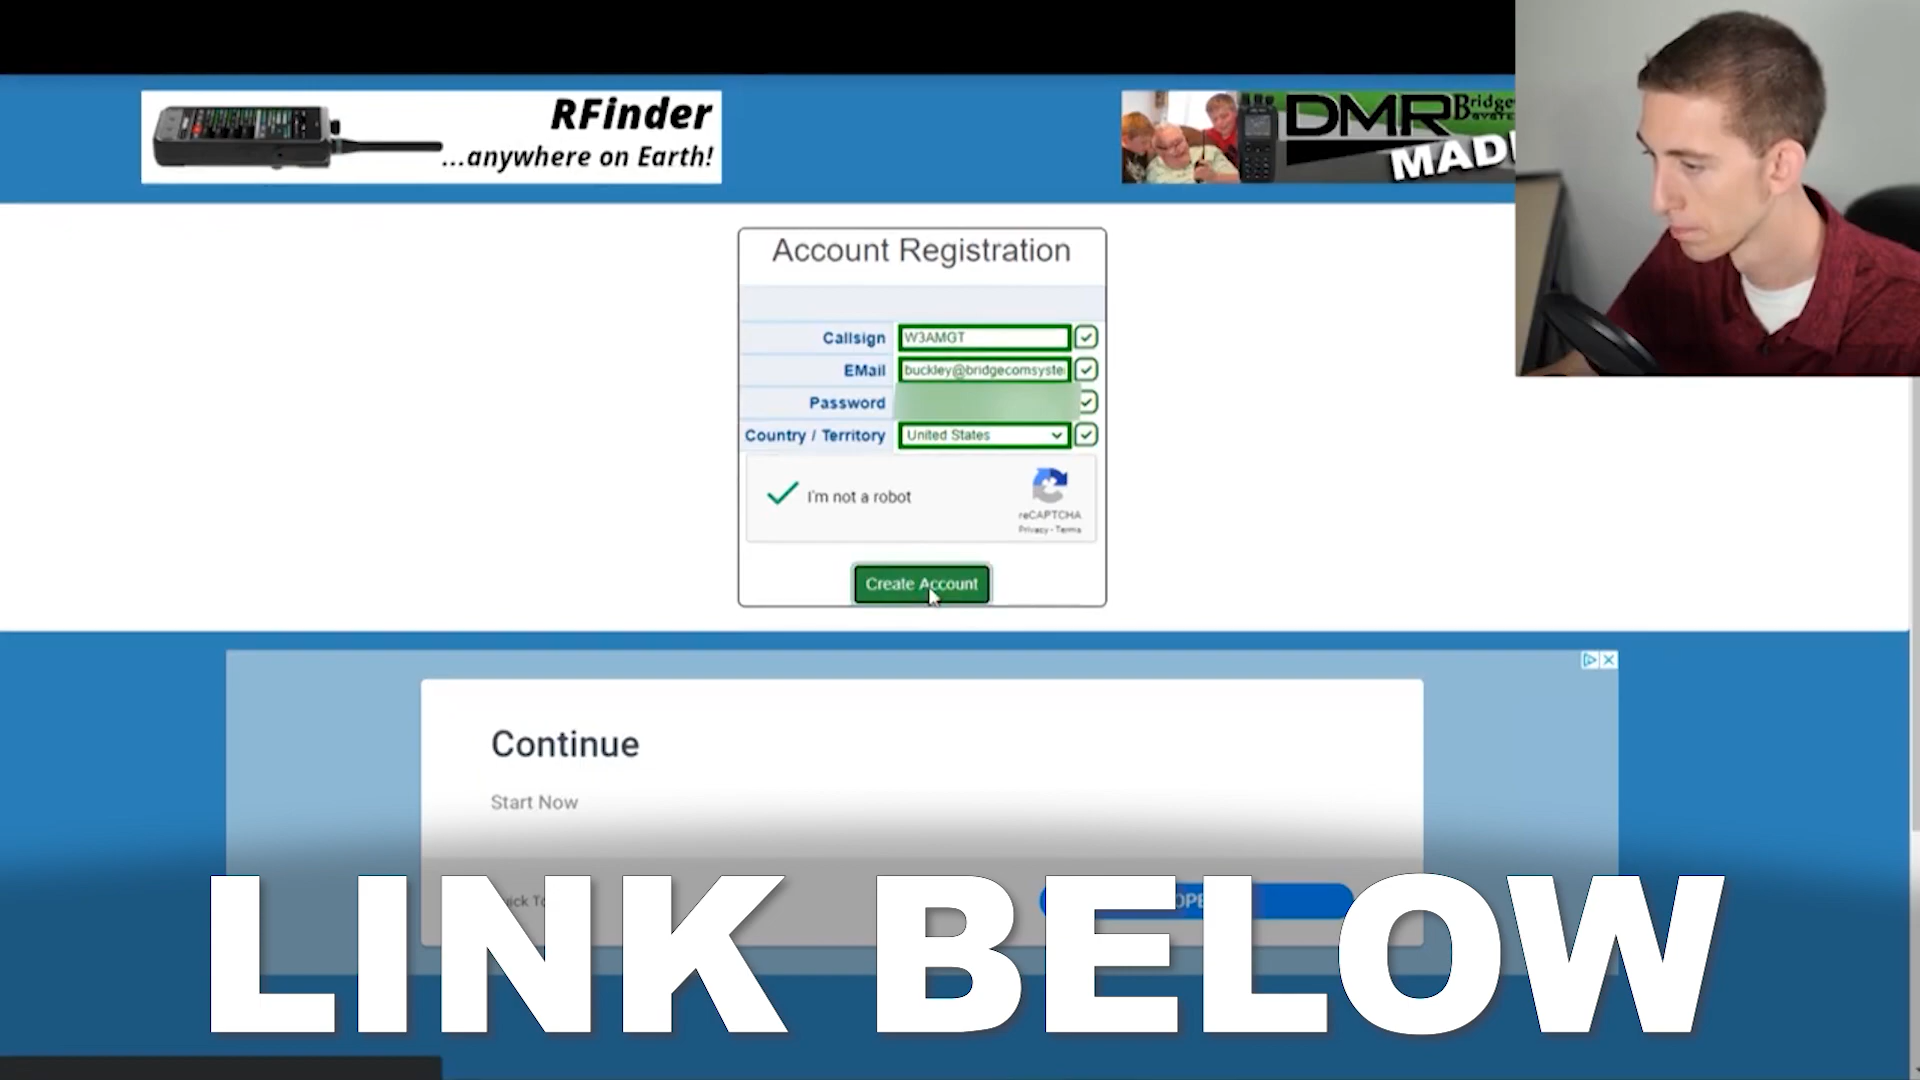 RFinder
...anywhere on Earth!
DMR
Bridge
MAD
Account Registration
Callsign W3AMGT
EMail buckley@bridgecomsyste
Password
Country / Territory United States
I'm not a robot
reCAPTCHA
Privacy - Terms
Create Account
Continue
Start Now
LINK BELOW